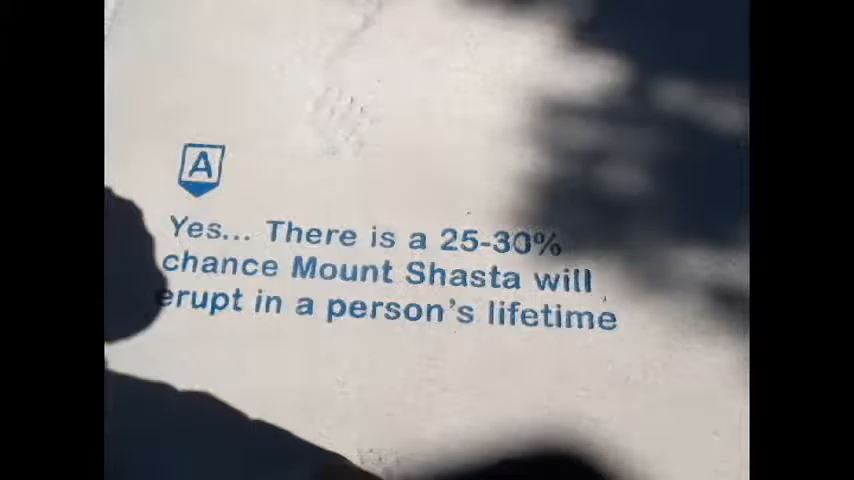 A
Yes... There is a 25-30%
chance Mount Shasta will
erupt in a person's lifetime